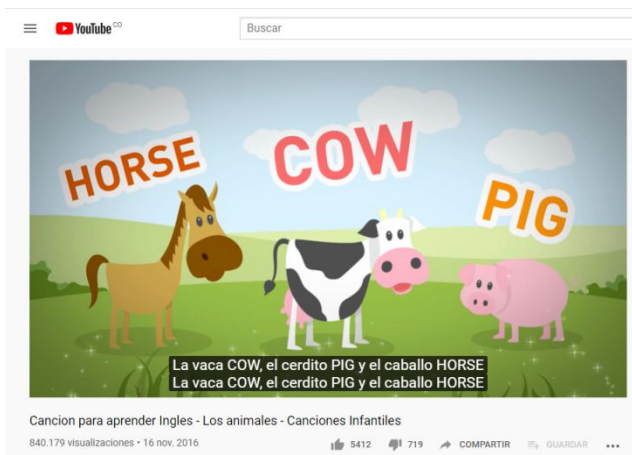 YouTube CO
Buscar
HORSE
COW
PIG
La vaca COW, el cerdito PIG y el caballo HORSE
La vaca COW, el cerdito PIG y el caballo HORSE
Cancion para aprender Ingles - Los animales - Canciones Infantiles
840.179 visualizaciones • 16 nov. 2016
5412 719 COMPARTIR GUARDAR